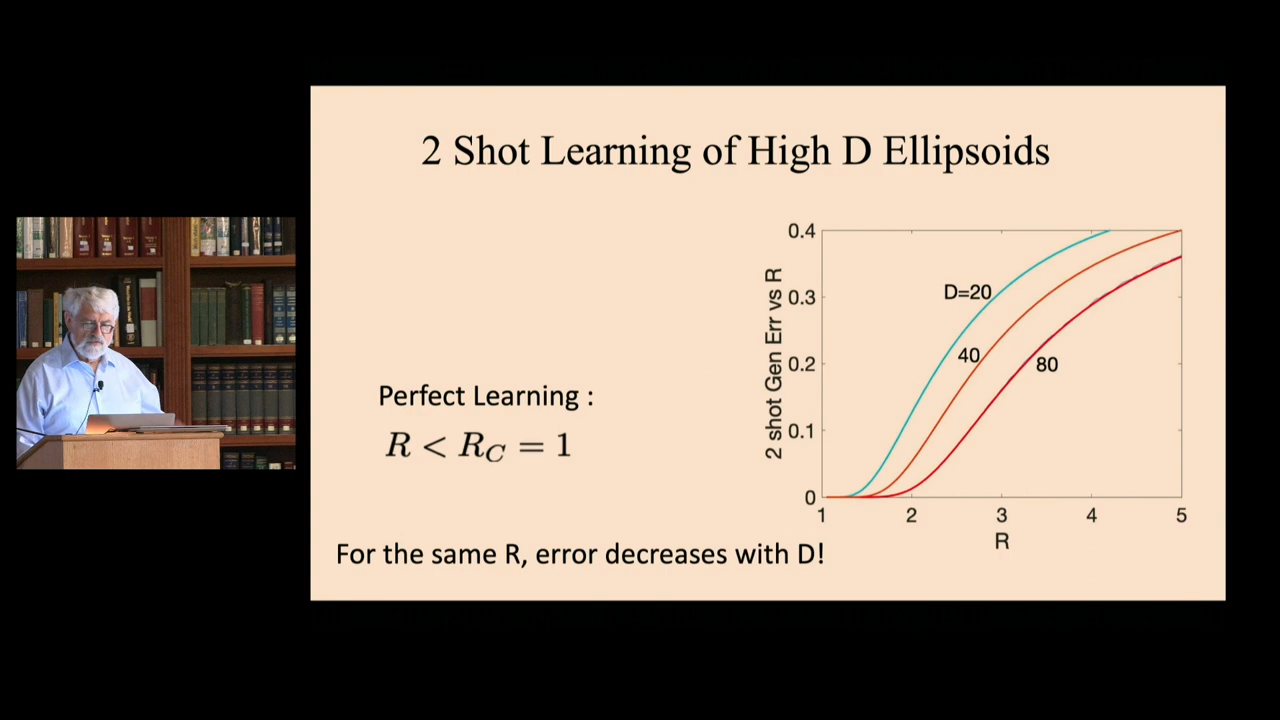 2 Shot Learning of High D Ellipsoids
Perfect Learning :
R < R_C = 1
For the same R, error decreases with D!
2 shot Gen Err vs R
0.4
0.3
0.2
0.1
0
1 2 3 4 5
R
D=20
40
80